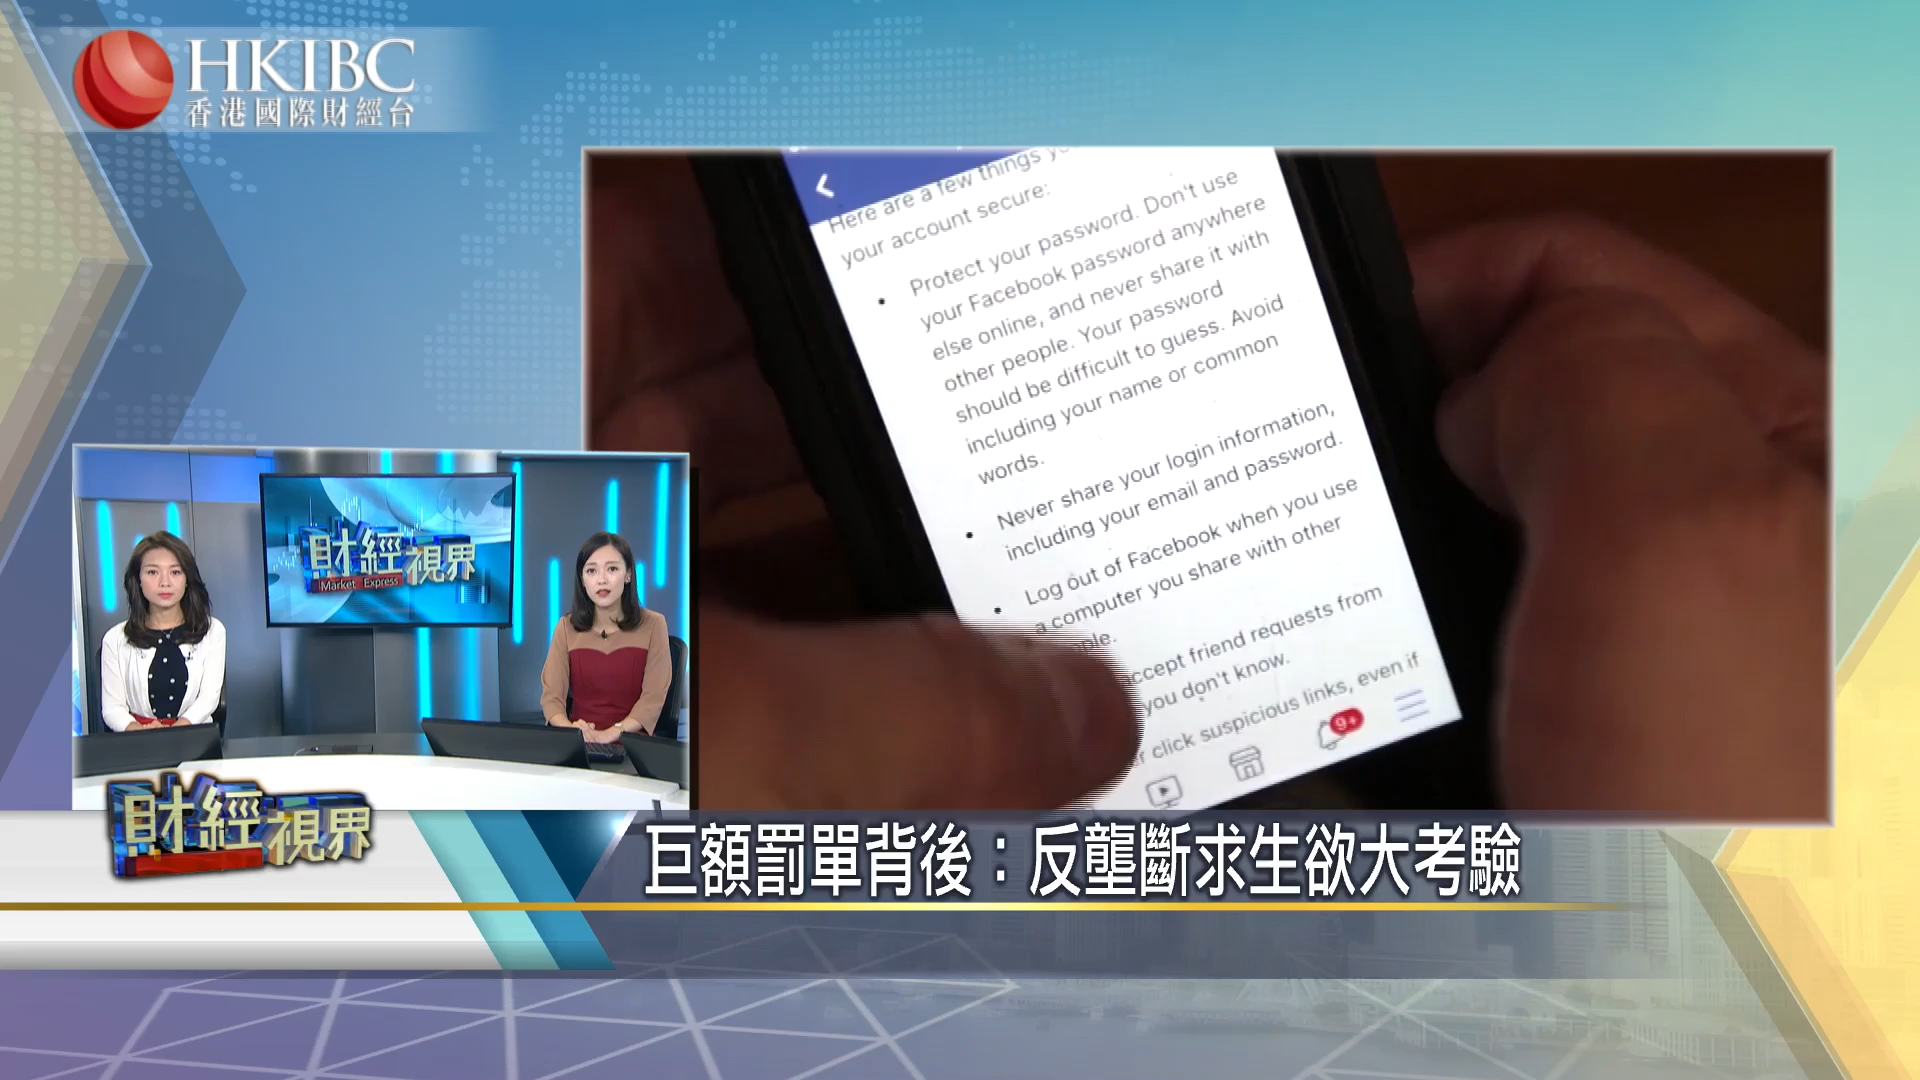 HKIBC
香港國際財經台
Here are a few things
your account secure:
• Protect your password. Don't use
your Facebook password anywhere
else online, and never share it with
other people. Your password
should be difficult to guess. Avoid
including your name or common
words.
• Never share your login information,
including your email and password.
• Log out of Facebook when you use
a computer you share with other
accept friend requests from
you don't know.
click suspicious links, even if
9+
財經視界
Market Express
財經視界
巨額罰單背後：反壟斷求生欲大考驗